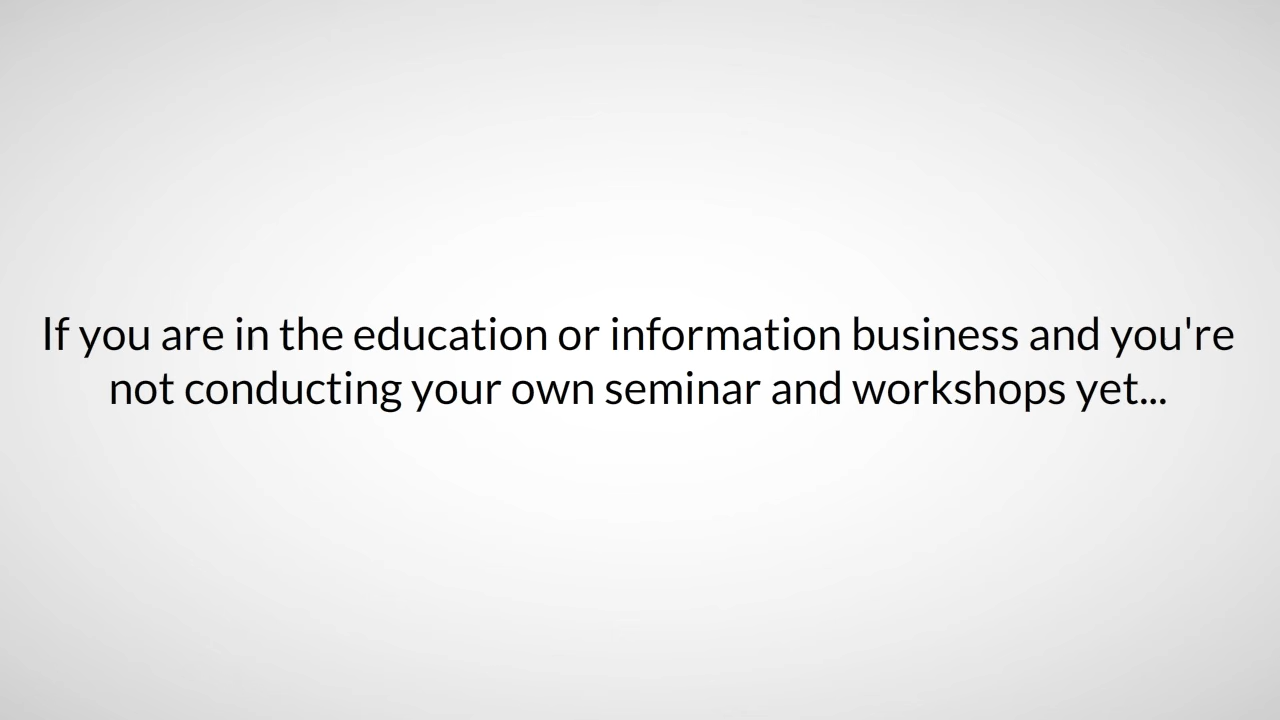 If you are in the education or information business and you're
not conducting your own seminar and workshops yet...